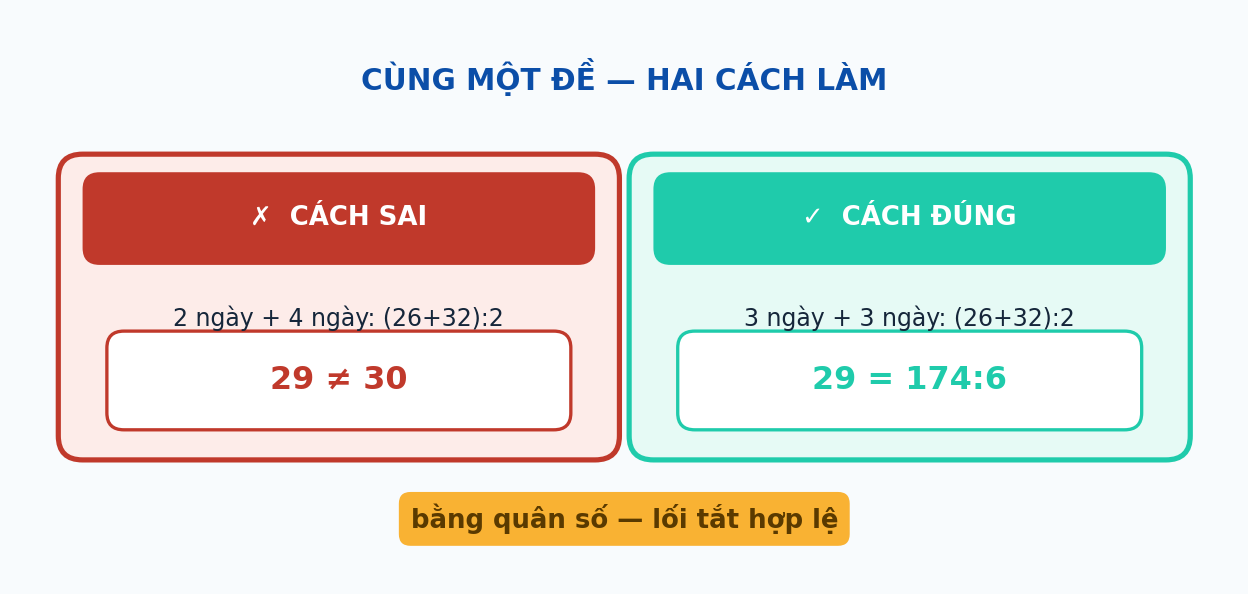 CÙNG MỘT ĐỀ — HAI CÁCH LÀM
✗ CÁCH SAI
2 ngày + 4 ngày: (26+32):2
29 ≠ 30
✓ CÁCH ĐÚNG
3 ngày + 3 ngày: (26+32):2
29 = 174:6
bằng quân số — lối tắt hợp lệ